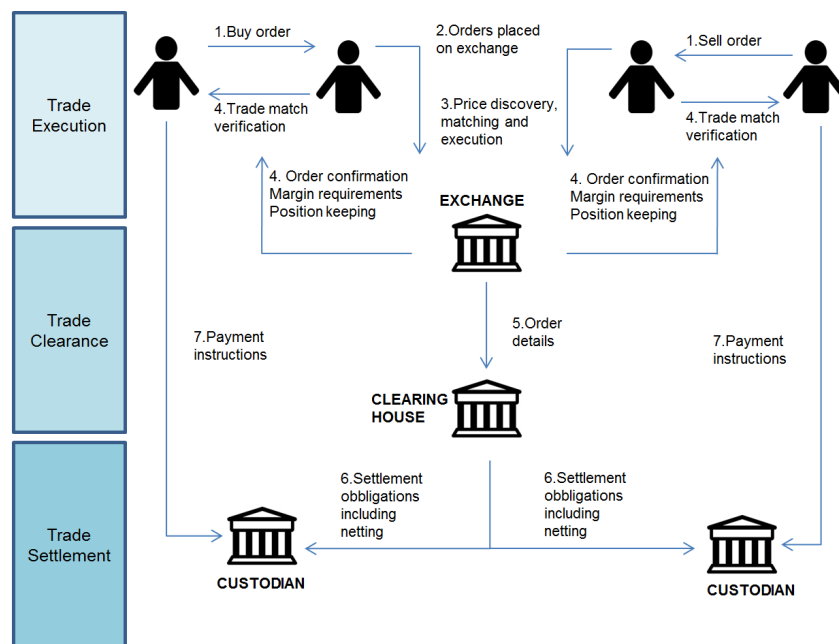 Trade
Execution
1.Buy order
2.Orders placed
on exchange
1.Sell order
4.Trade match
verification
3.Price discovery,
matching and
execution
4.Trade match
verification
4. Order confirmation
Margin requirements
Position keeping
EXCHANGE
4. Order confirmation
Margin requirements
Position keeping
Trade
Clearance
7.Payment
instructions
5.Order
details
7.Payment
instructions
CLEARING
HOUSE
Trade
Settlement
6.Settlement
obbligations
including
netting
6.Settlement
obbligations
including
netting
CUSTODIAN
CUSTODIAN